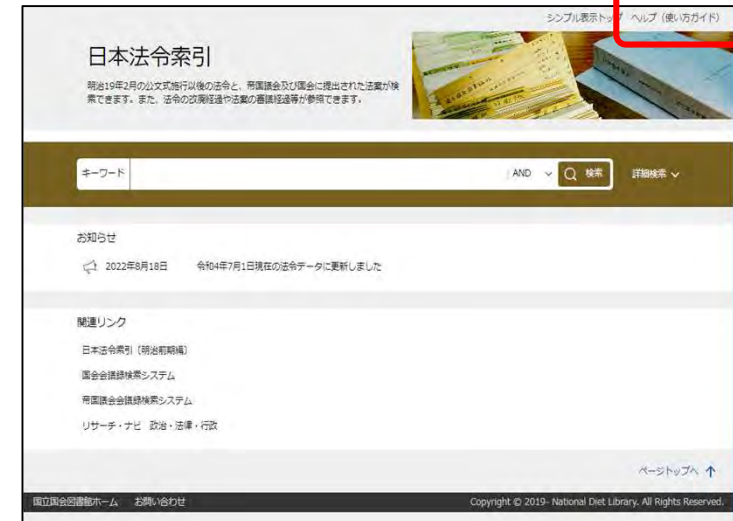 シンプル表示トップ ヘルプ（使い方ガイド）
日本法令索引
明治19年2月の公文式施行以後の法令と、帝国議会及び国会に提出された法案が検
索できます。また、法令の改廃経過や法案の審議経過等が参照できます。
キーワード AND 検索 詳細検索
お知らせ
2022年8月18日 令和4年7月1日現在の法令データに更新しました
関連リンク
日本法令索引〔明治前期編〕
国会会議録検索システム
帝国議会会議録検索システム
リサーチ・ナビ 政治・法律・行政
ページトップへ
国立国会図書館ホーム お問い合わせ Copyright © 2019- National Diet Library. All Rights Reserved.